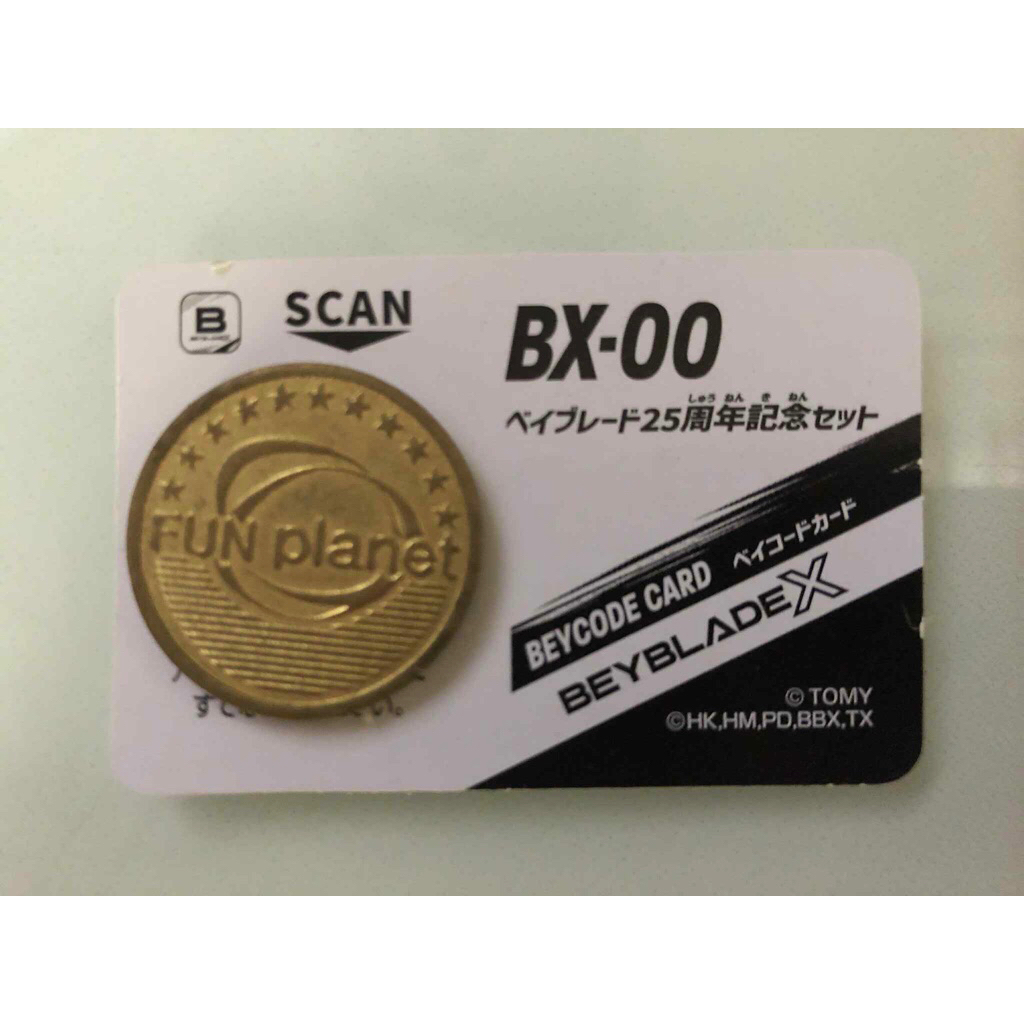 B
SCAN
BX-00
しゅう ねん き ねん
ベイブレード25周年記念セット
FUN planet
BEYCODE CARD ベイコードカード
BEYBLADE X
© TOMY
©HK,HM,PD,BBX,TX